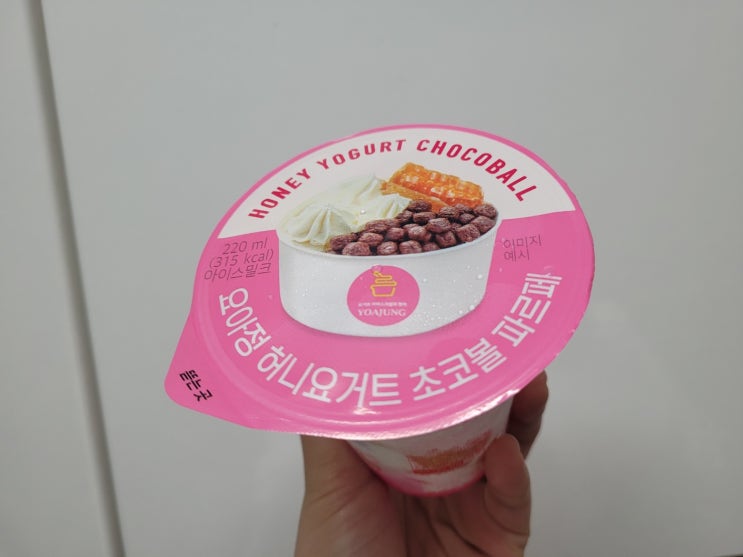 HONEY YOGURT CHOCOBALL
220 ml
(315 kcal)
아이스밀크
이미지
예시
YOAJUNG
요아정 허니요거트 초코볼 파르페
뜯는곳